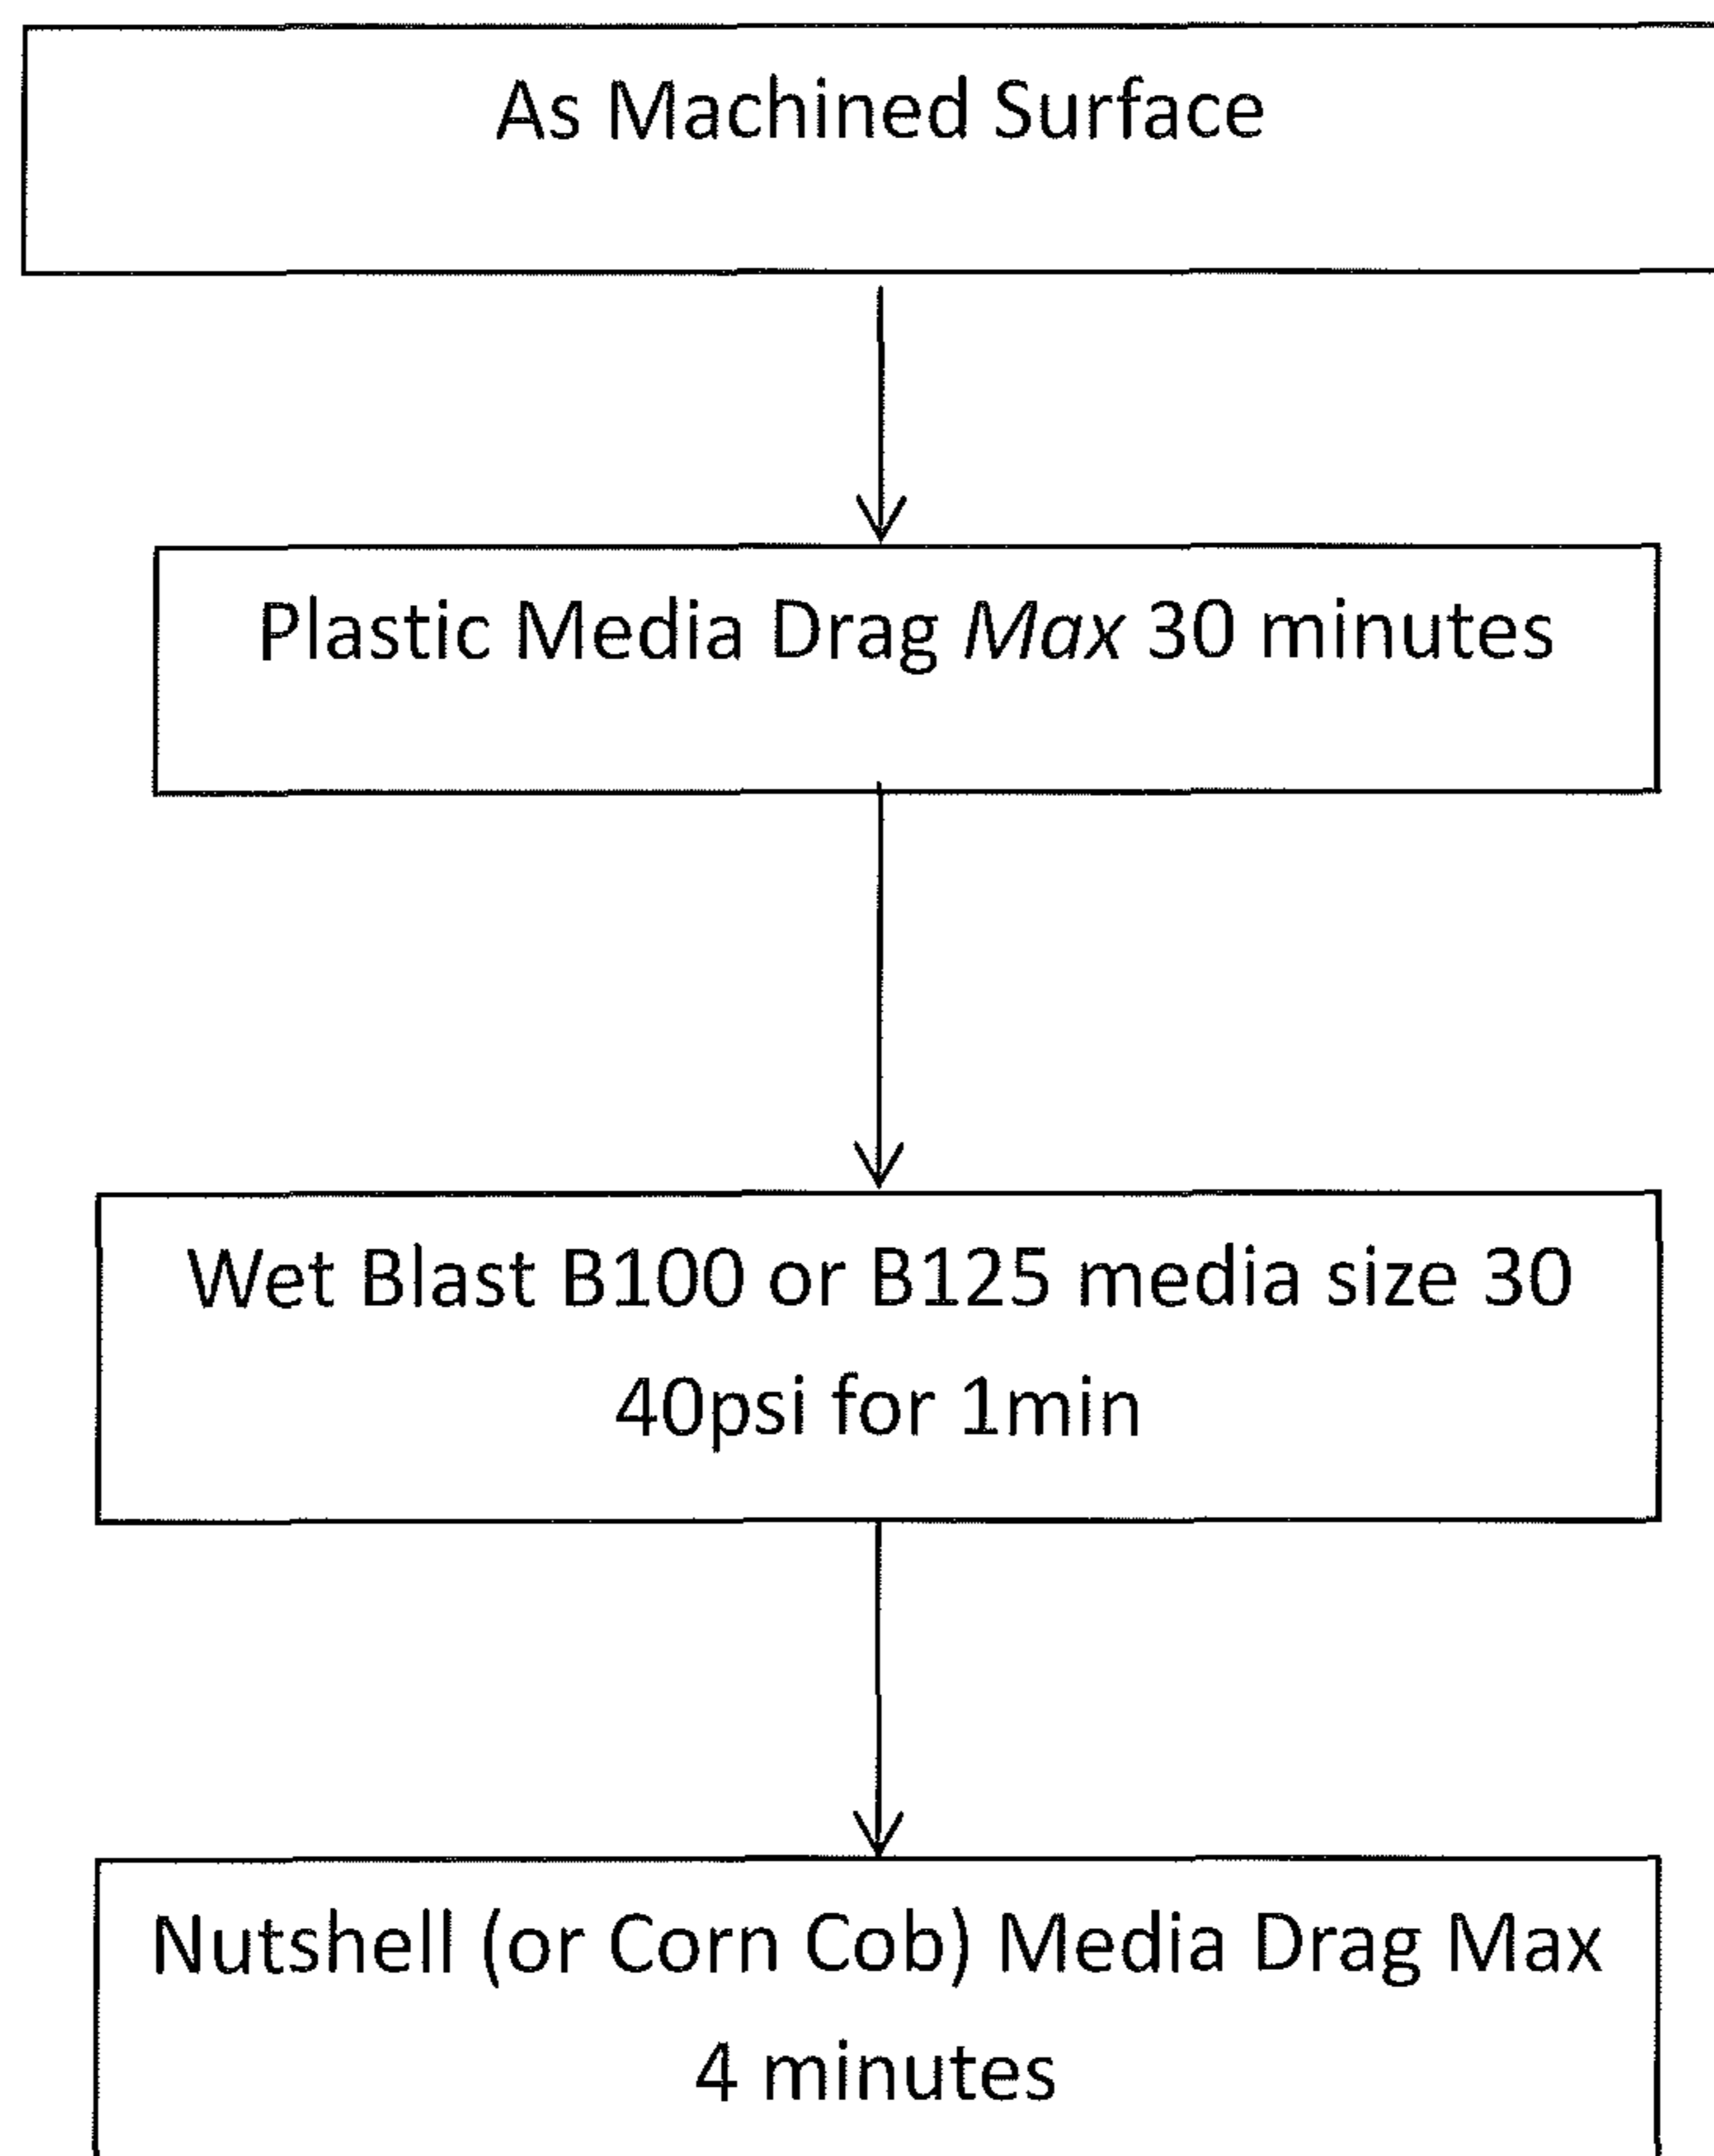 As Machined Surface
Plastic Media Drag Max 30 minutes
Wet Blast B100 or B125 media size 30
40psi for 1min
Nutshell (or Corn Cob) Media Drag Max
4 minutes